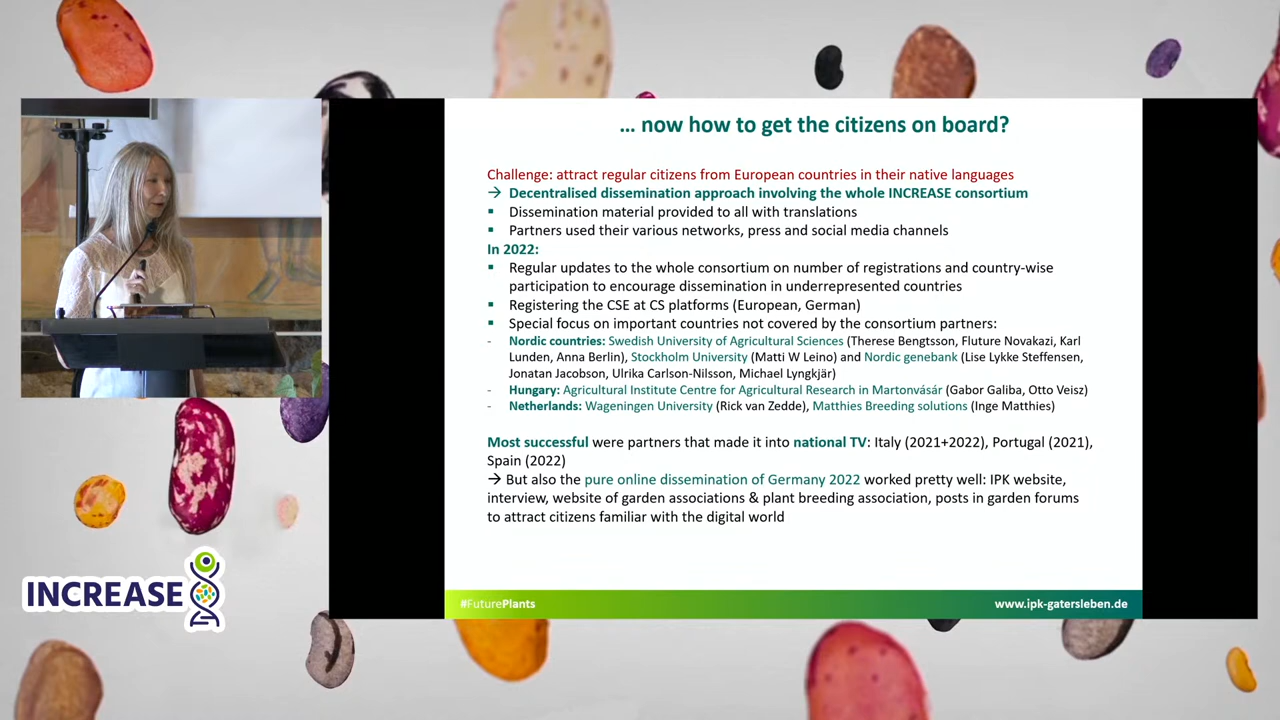 … now how to get the citizens on board?
Challenge: attract regular citizens from European countries in their native languages
→ Decentralised dissemination approach involving the whole INCREASE consortium
▪ Dissemination material provided to all with translations
▪ Partners used their various networks, press and social media channels
In 2022:
▪ Regular updates to the whole consortium on number of registrations and country-wise
participation to encourage dissemination in underrepresented countries
▪ Registering the CSE at CS platforms (European, German)
▪ Special focus on important countries not covered by the consortium partners:
- Nordic countries: Swedish University of Agricultural Sciences (Therese Bengtsson, Fluture Novakazi, Karl
Lunden, Anna Berlin), Stockholm University (Matti W Leino) and Nordic genebank (Lise Lykke Steffensen,
Jonatan Jacobson, Ulrika Carlson-Nilsson, Michael Lyngkjär)
- Hungary: Agricultural Institute Centre for Agricultural Research in Martonvásár (Gabor Galiba, Otto Veisz)
- Netherlands: Wageningen University (Rick van Zedde), Matthies Breeding solutions (Inge Matthies)
Most successful were partners that made it into national TV: Italy (2021+2022), Portugal (2021),
Spain (2022)
→ But also the pure online dissemination of Germany 2022 worked pretty well: IPK website,
interview, website of garden associations & plant breeding association, posts in garden forums
to attract citizens familiar with the digital world
INCREASE
#FuturePlants
www.ipk-gatersleben.de